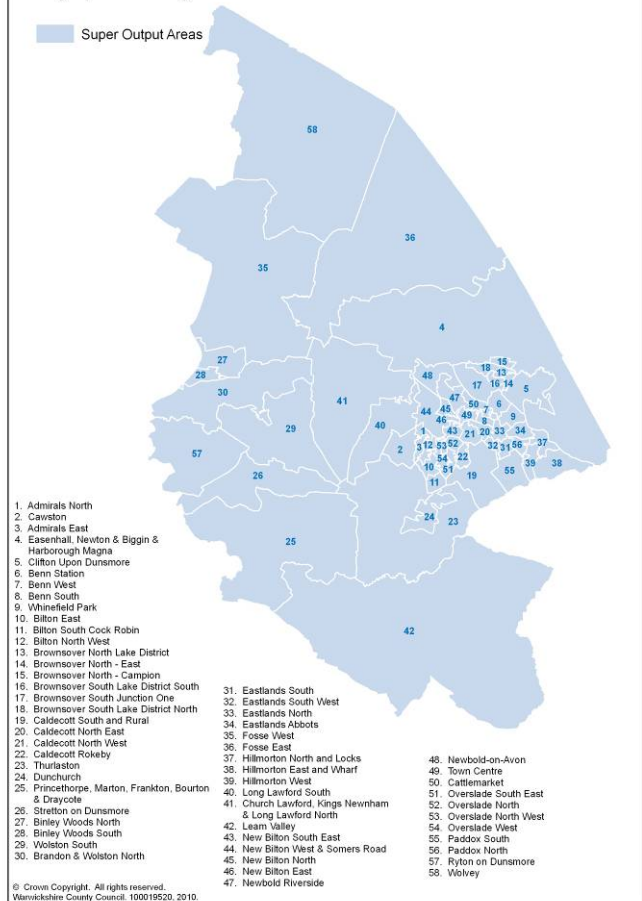 Super Output Areas
58
36
35
4
27
28
30
15
18
13
17
16
14
5
48
47
41
44
45
50
7
6
46
49
8
9
40
1
43
21
20
33
34
29
2
3
12
53
52
32
31
56
37
57
54
22
10
51
19
55
39
38
26
11
24
23
25
42
1. Admirals North
2. Cawston
3. Admirals East
4. Easenhall, Newton & Biggin &
Harborough Magna
5. Clifton Upon Dunsmore
6. Benn Station
7. Benn West
8. Benn South
9. Whinefield Park
10. Bilton East
11. Bilton South Cock Robin
12. Bilton North West
13. Brownsover North Lake District
14. Brownsover North - East
15. Brownsover North - Campion
16. Brownsover South Lake District South
17. Brownsover South Junction One
18. Brownsover South Lake District North
19. Caldecott South and Rural
20. Caldecott North East
21. Caldecott North West
22. Caldecott Rokeby
23. Thurlaston
24. Dunchurch
25. Princethorpe, Marton, Frankton, Bourton
& Draycote
26. Stretton on Dunsmore
27. Binley Woods North
28. Binley Woods South
29. Wolston South
30. Brandon & Wolston North
31. Eastlands South
32. Eastlands South West
33. Eastlands North
34. Eastlands Abbots
35. Fosse West
36. Fosse East
37. Hillmorton North and Locks
38. Hillmorton East and Wharf
39. Hillmorton West
40. Long Lawford South
41. Church Lawford, Kings Newnham
& Long Lawford North
42. Leam Valley
43. New Bilton South East
44. New Bilton West & Somers Road
45. New Bilton North
46. New Bilton East
47. Newbold Riverside
48. Newbold-on-Avon
49. Town Centre
50. Cattlemarket
51. Overslade South East
52. Overslade North
53. Overslade North West
54. Overslade West
55. Paddox South
56. Paddox North
57. Ryton on Dunsmore
58. Wolvey
© Crown Copyright. All rights reserved.
Warwickshire County Council, 100019520, 2010.